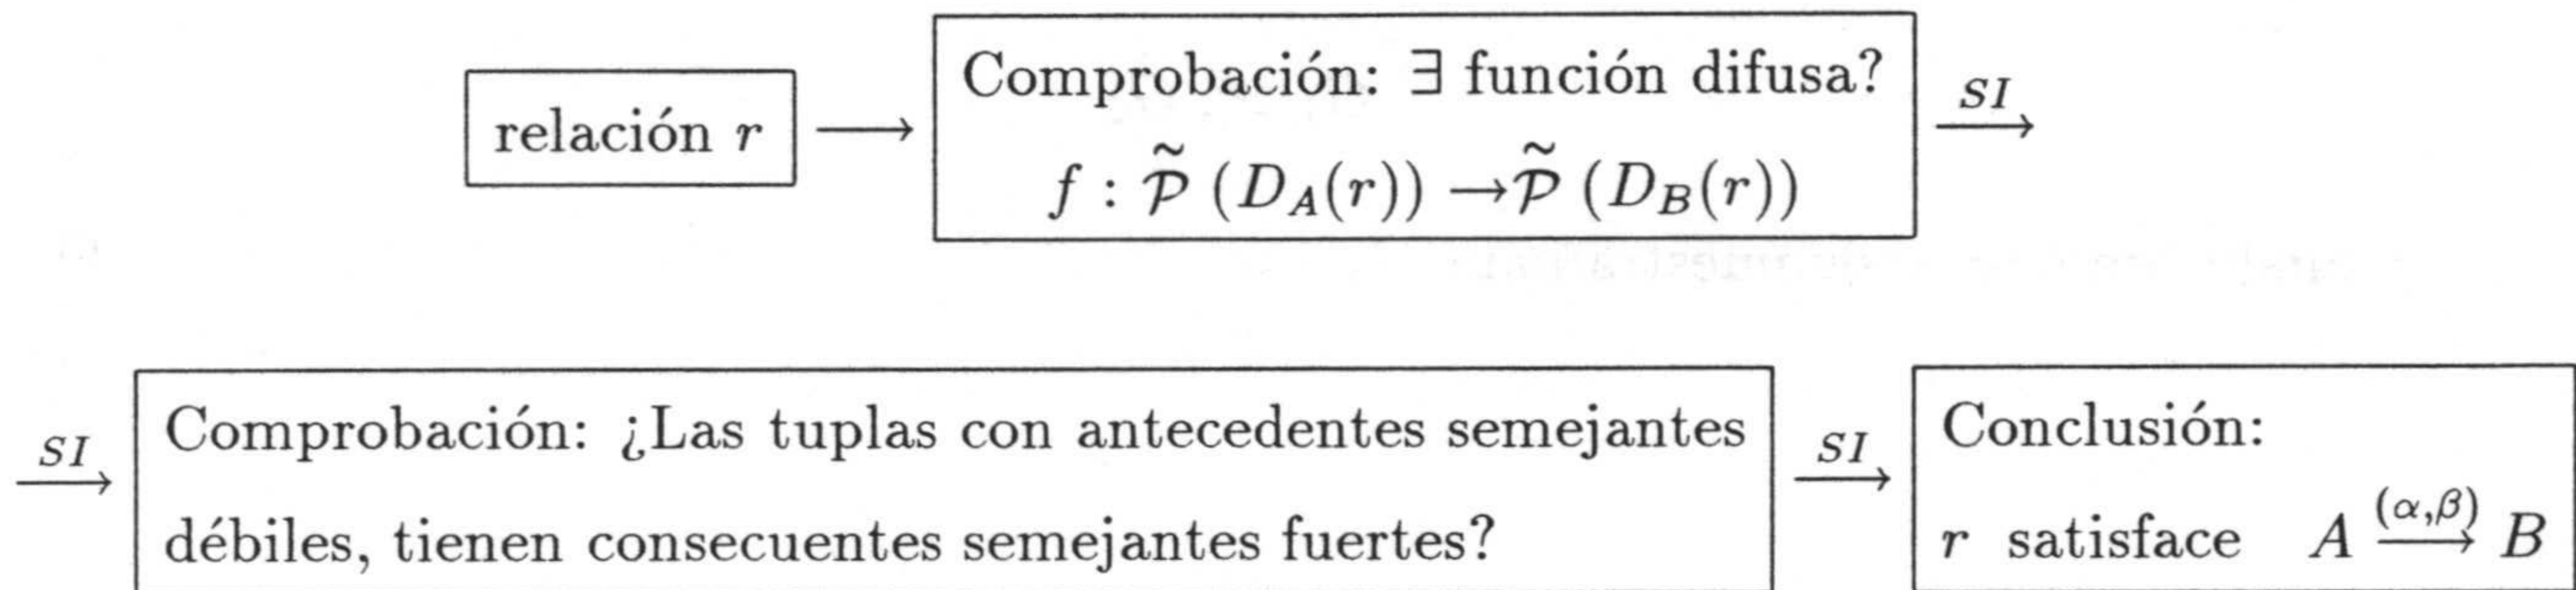 Comprobación: ∃ función difusa?
relación r ⟶ f : 𝒫̃ (D_A(r)) → 𝒫̃ (D_B(r)) SI ⟶
SI ⟶ Comprobación: ¿Las tuplas con antecedentes semejantes
débiles, tienen consecuentes semejantes fuertes?
SI ⟶ Conclusión:
r satisface A (α,β) ⟶ B